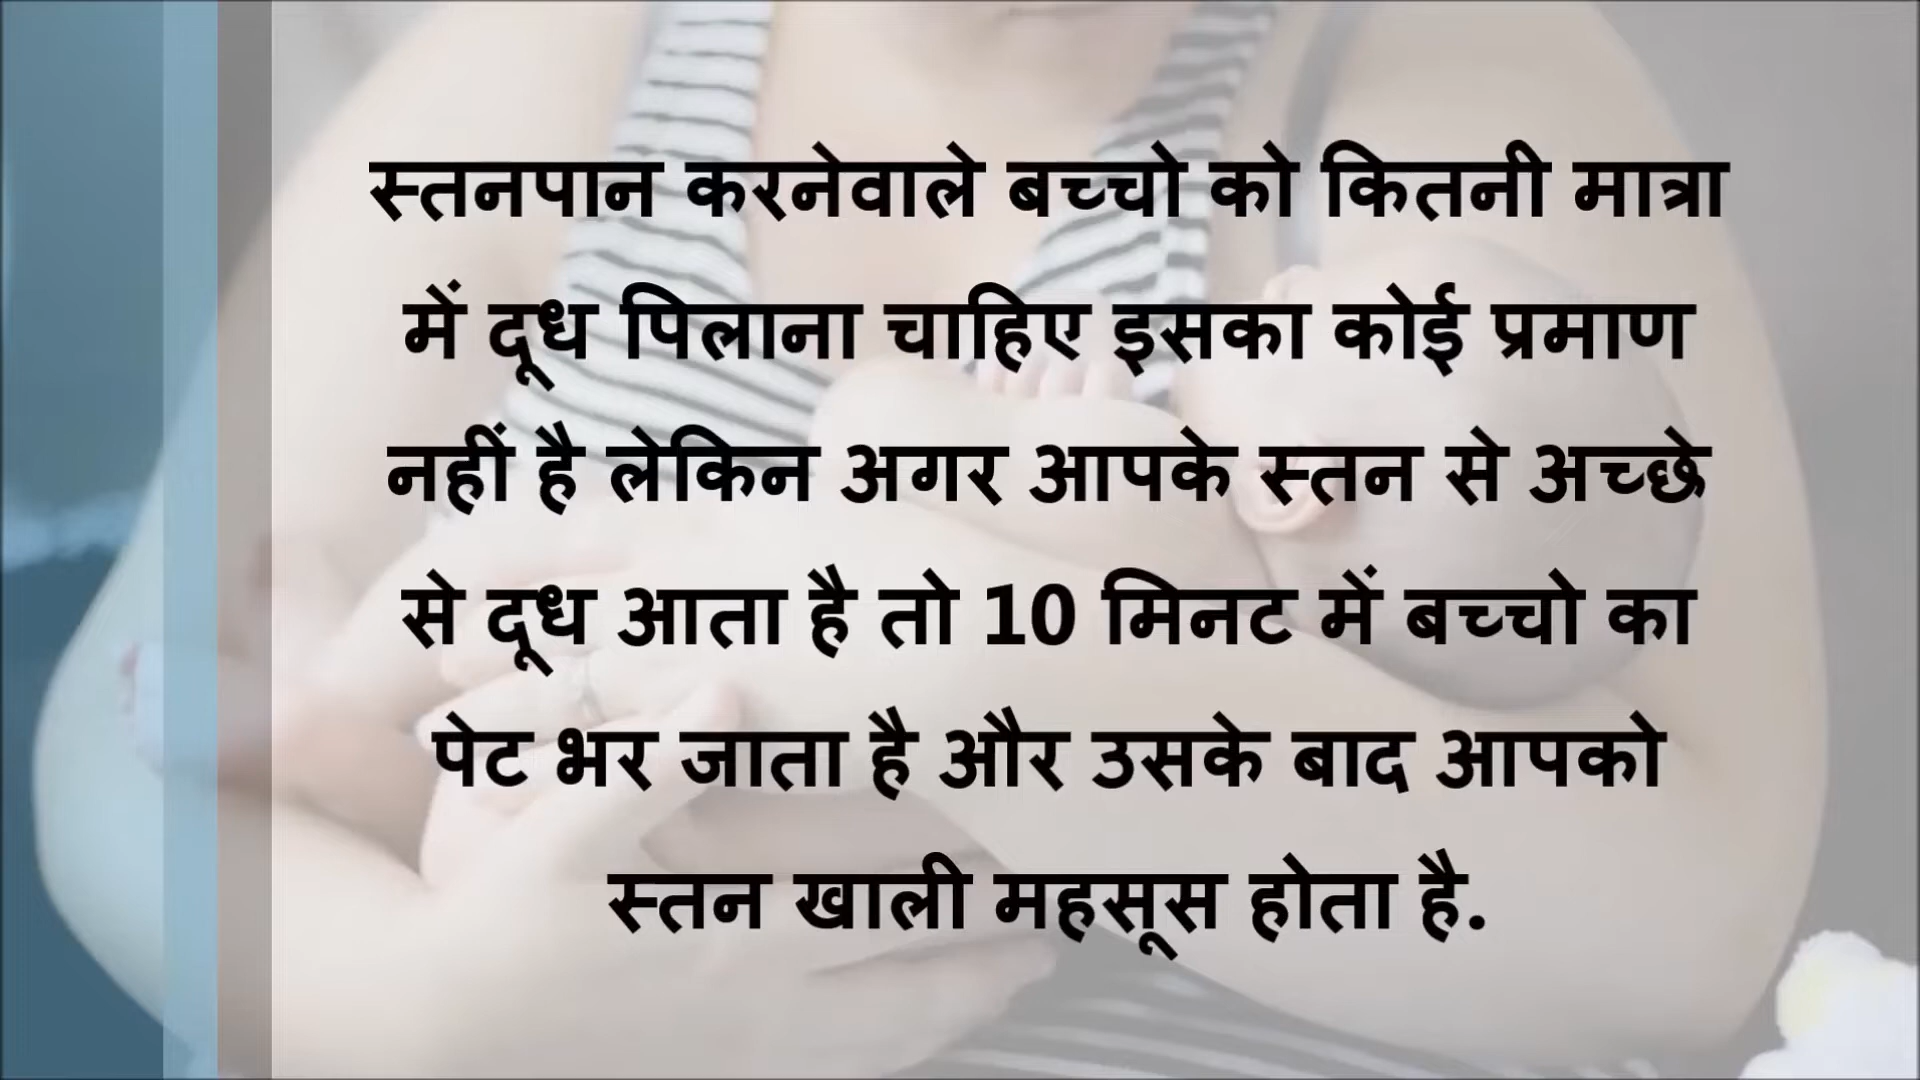 स्तनपान करनेवाले बच्चो को कितनी मात्रा
में दूध पिलाना चाहिए इसका कोई प्रमाण
नहीं है लेकिन अगर आपके स्तन से अच्छे
से दूध आता है तो 10 मिनट में बच्चो का
पेट भर जाता है और उसके बाद आपको
स्तन खाली महसूस होता है.